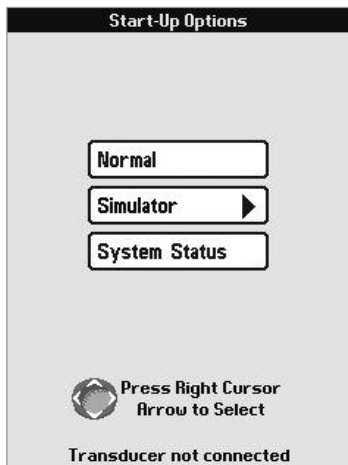 Start-Up Options
Normal
Simulator
System Status
Press Right Cursor
Arrow to Select
Transducer not connected